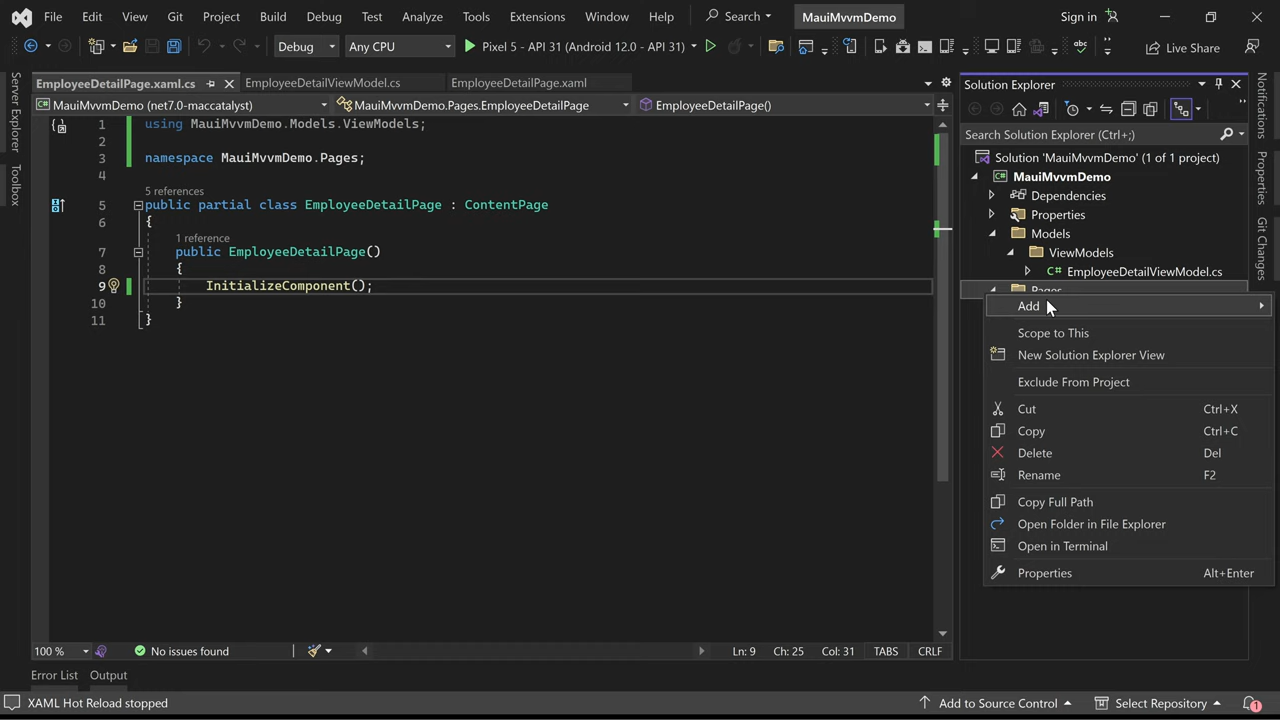 File Edit View Git Project Build Debug Test Analyze Tools Extensions Window Help Search MauiMvvmDemo Sign in
Debug Any CPU Pixel 5 - API 31 (Android 12.0 - API 31) Live Share
Server Explorer
Toolbox
EmployeeDetailPage.xaml.cs EmployeeDetailViewModel.cs EmployeeDetailPage.xaml
MauiMvvmDemo (net7.0-maccatalyst) MauiMvvmDemo.Pages.EmployeeDetailPage EmployeeDetailPage()
1 using MauiMvvmDemo.Models.ViewModels;
2
3 namespace MauiMvvmDemo.Pages;
4
5 references
5 public partial class EmployeeDetailPage : ContentPage
6 {
1 reference
7 public EmployeeDetailPage()
8 {
9 InitializeComponent();
10 }
11 }
100 % No issues found Ln: 9 Ch: 25 Col: 31 TABS CRLF
Solution Explorer
Search Solution Explorer (Ctrl+;)
Solution 'MauiMvvmDemo' (1 of 1 project)
C# MauiMvvmDemo
Dependencies
Properties
Models
ViewModels
C# EmployeeDetailViewModel.cs
Pages
Add
Scope to This
New Solution Explorer View
Exclude From Project
Cut Ctrl+X
Copy Ctrl+C
Delete Del
Rename F2
Copy Full Path
Open Folder in File Explorer
Open in Terminal
Properties Alt+Enter
Notifications
Properties
Git Changes
Error List Output
XAML Hot Reload stopped Add to Source Control Select Repository 1